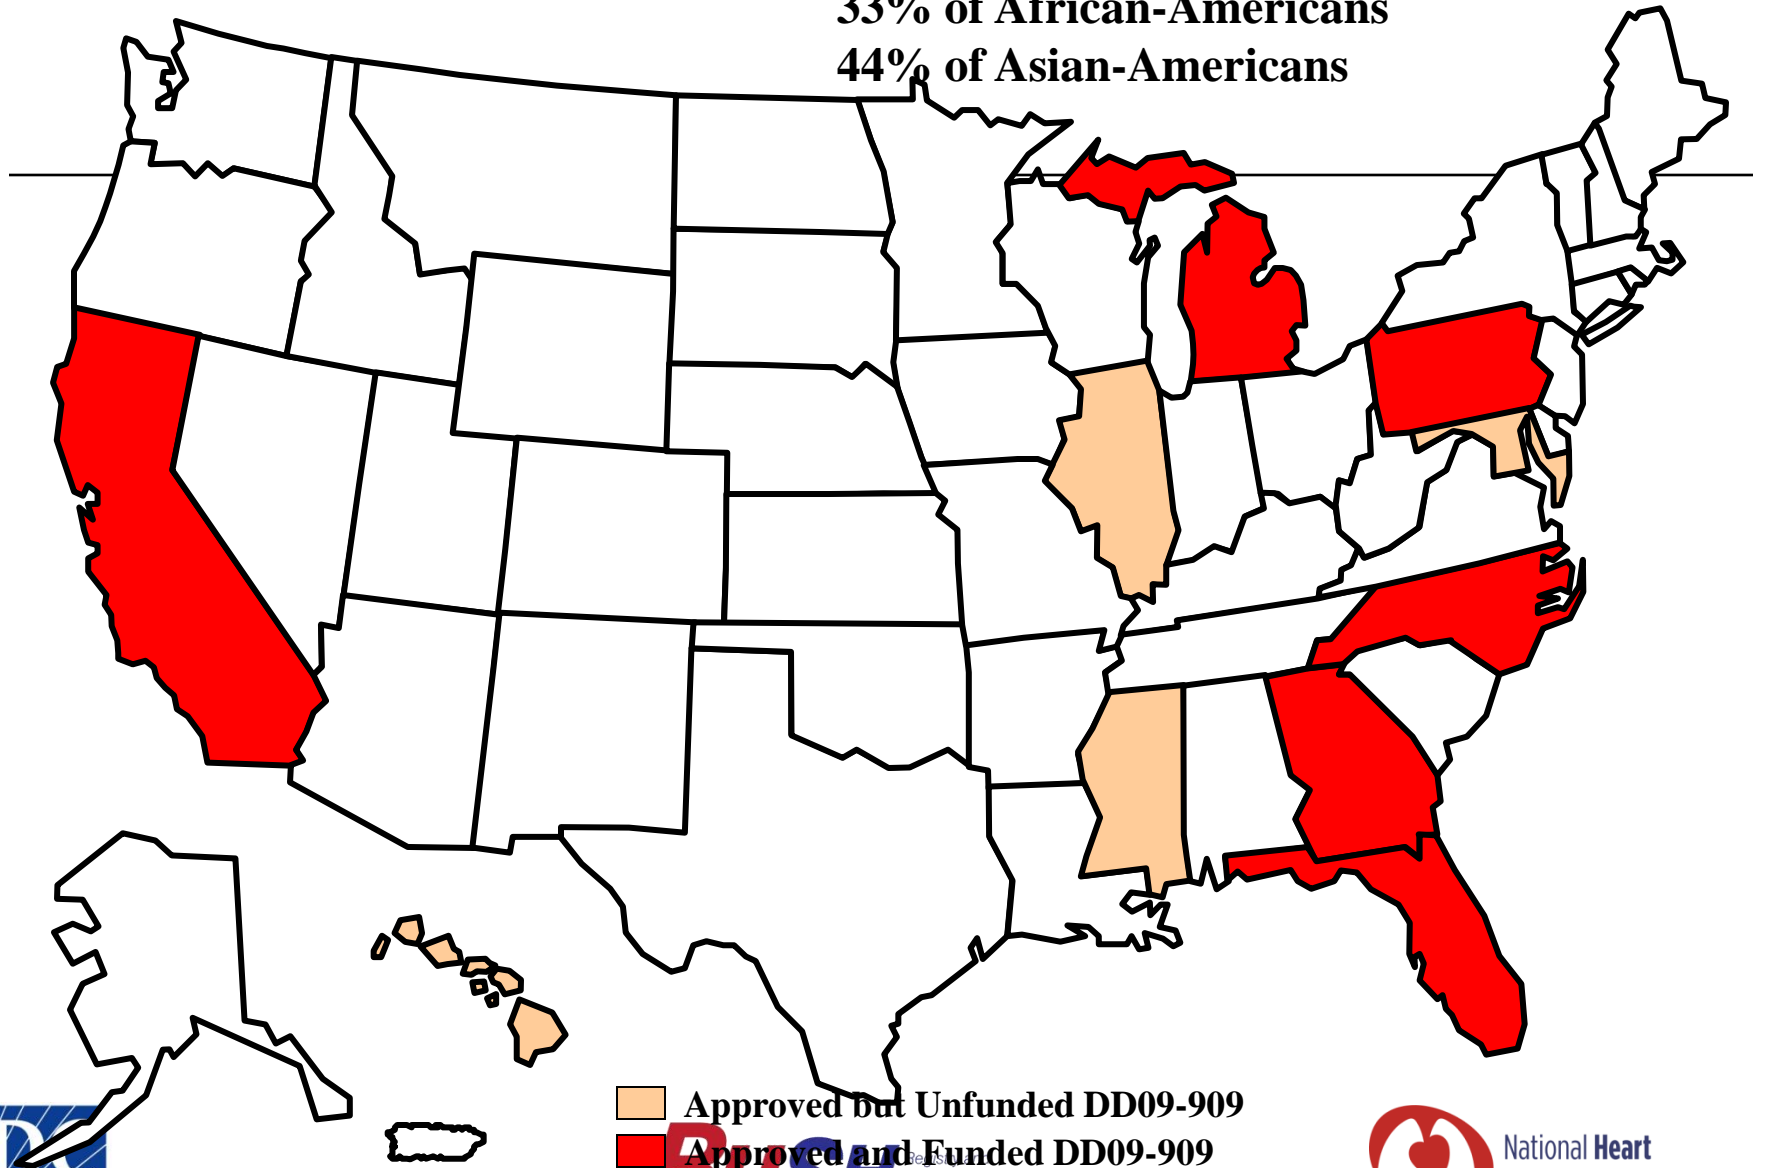 33% of African-Americans
44% of Asian-Americans
Approved but Unfunded DD09-909
Approved and Funded DD09-909
National Heart